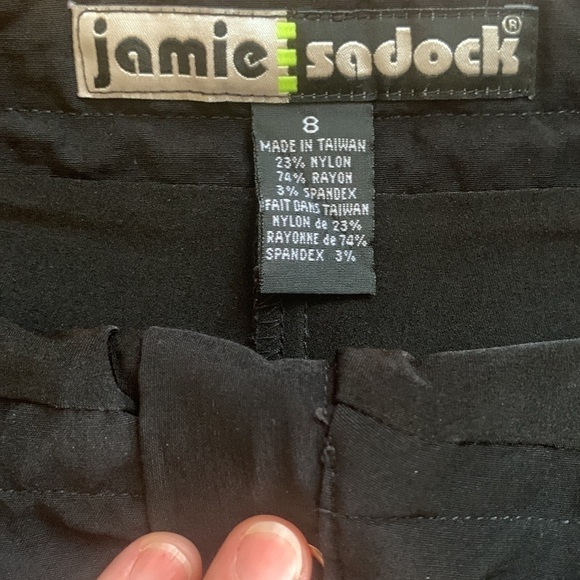 jamie sadock®
8
MADE IN TAIWAN
23% NYLON
74% RAYON
3% SPANDEX
FAIT DANS TAIWAN
NYLON de 23%
RAYONNE de 74%
SPANDEX 3%